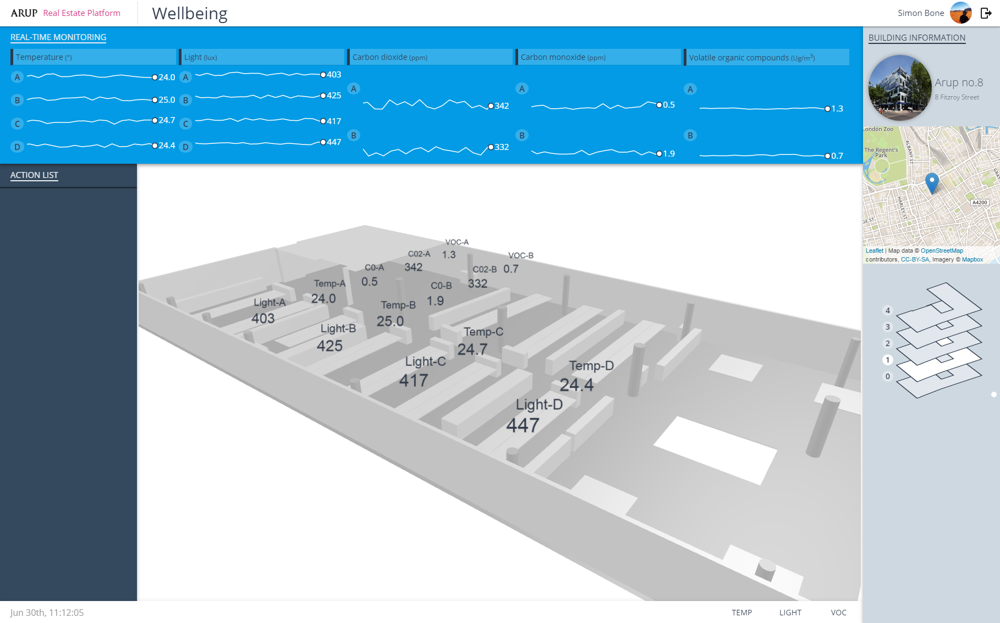 ARUP Real Estate Platform
Wellbeing
Simon Bone
REAL-TIME MONITORING
Temperature (°)
A 24.0
B 25.0
C 24.7
D 24.4
Light (lux)
A 403
B 425
C 417
D 447
Carbon dioxide (ppm)
A 342
B 332
Carbon monoxide (ppm)
A 0.5
B 1.9
Volatile organic compounds (Ug/m³)
A 1.3
B 0.7
BUILDING INFORMATION
Arup no.8
8 Fitzroy Street
London Zoo
The Regent's
Park
ALBANY ST
HARLEY ST
A4200
GE ST
GRAY
Leaflet | Map data © OpenStreetMap
contributors, CC-BY-SA, Imagery © Mapbox
4
3
2
1
0
ACTION LIST
VOC-A
1.3
VOC-B
0.7
C02-A
342
C02-B
332
C0-A
0.5
C0-B
1.9
Temp-A
24.0
Temp-B
25.0
Light-A
403
Light-B
425
Temp-C
24.7
Light-C
417
Temp-D
24.4
Light-D
447
Jun 30th, 11:12:05
TEMP
LIGHT
VOC